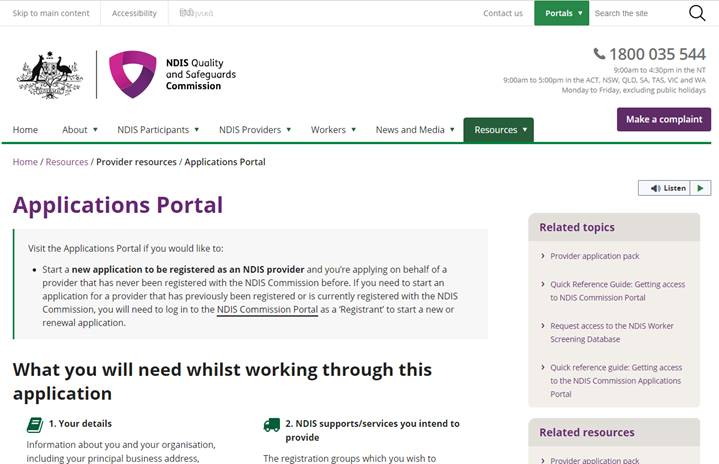 Skip to main content
Accessibility
Contact us
Portals
Search the site
NDIS Quality
and Safeguards
Commission
1800 035 544
9:00am to 4:30pm in the NT
9:00am to 5:00pm in the ACT, NSW, QLD, SA, TAS, VIC and WA
Monday to Friday, excluding public holidays
Make a complaint
Home
About
NDIS Participants
NDIS Providers
Workers
News and Media
Resources
Home / Resources / Provider resources / Applications Portal
Listen
Applications Portal
Visit the Applications Portal if you would like to:
• Start a new application to be registered as an NDIS provider and you're applying on behalf of a
provider that has never been registered with the NDIS Commission before. If you need to start an
application for a provider that has previously been registered or is currently registered with the NDIS
Commission, you will need to log in to the NDIS Commission Portal as a 'Registrant' to start a new or
renewal application.
What you will need whilst working through this
application
1. Your details
Information about you and your organisation,
including your principal business address,
2. NDIS supports/services you intend to
provide
The registration groups which you wish to
Related topics
Provider application pack
Quick Reference Guide: Getting access
to NDIS Commission Portal
Request access to the NDIS Worker
Screening Database
Quick reference guide: Getting access
to the NDIS Commission Applications
Portal
Related resources
Provider application pack